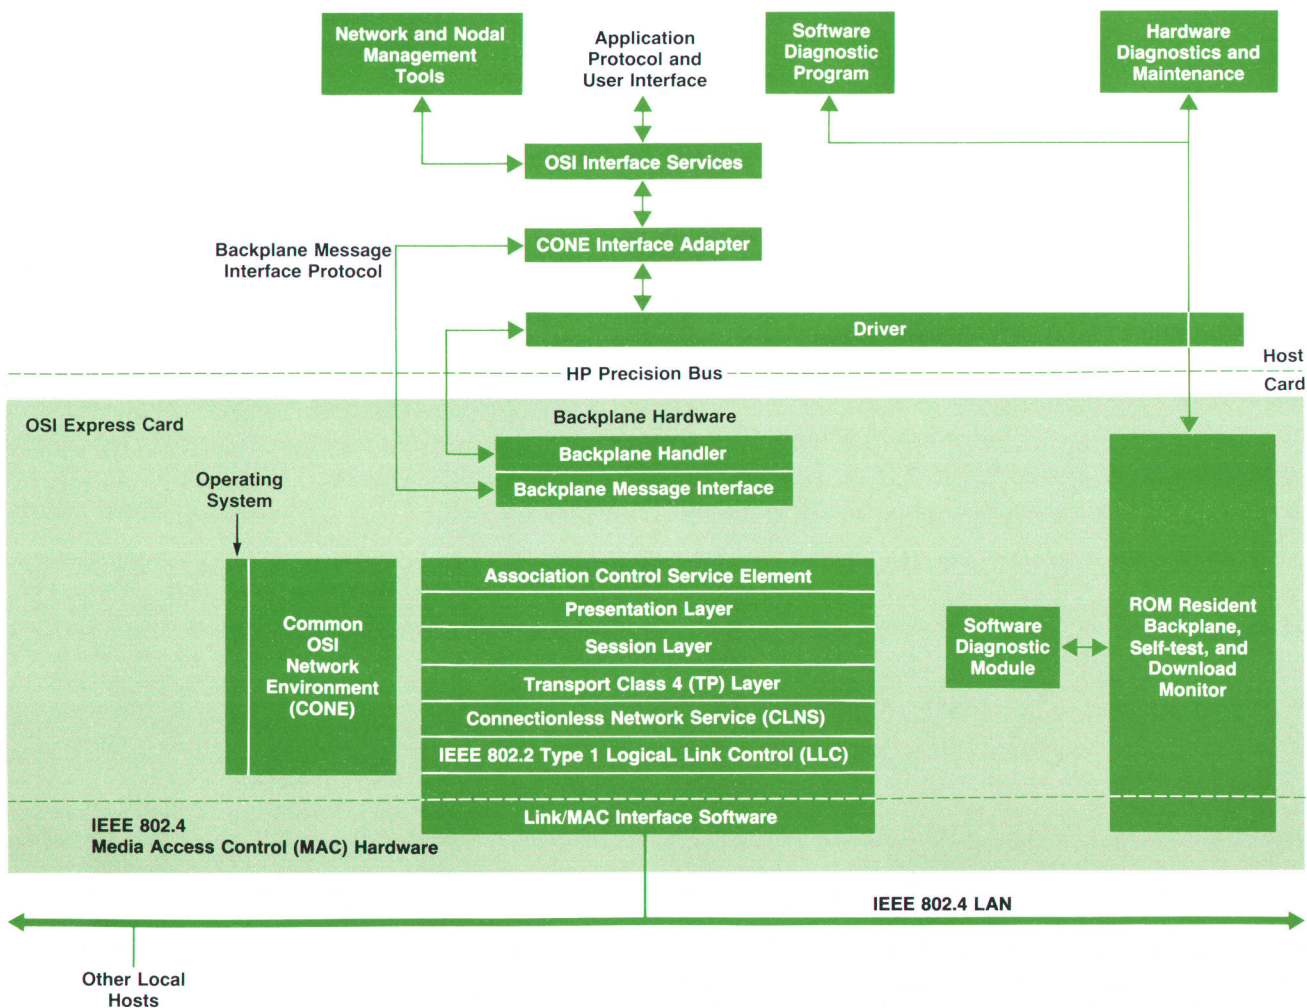 Network and Nodal
Management
Tools
Application
Protocol and
User Interface
Software
Diagnostic
Program
Hardware
Diagnostics and
Maintenance
OSI Interface Services
Backplane Message
Interface Protocol
CONE Interface Adapter
Driver
Host
HP Precision Bus
Card
OSI Express Card
Backplane Hardware
Backplane Handler
Backplane Message Interface
Operating
System
Common
OSI
Network
Environment
(CONE)
Association Control Service Element
Presentation Layer
Session Layer
Transport Class 4 (TP) Layer
Connectionless Network Service (CLNS)
IEEE 802.2 Type 1 LogicaL Link Control (LLC)
Link/MAC Interface Software
Software
Diagnostic
Module
ROM Resident
Backplane,
Self-test, and
Download
Monitor
IEEE 802.4
Media Access Control (MAC) Hardware
IEEE 802.4 LAN
Other Local
Hosts